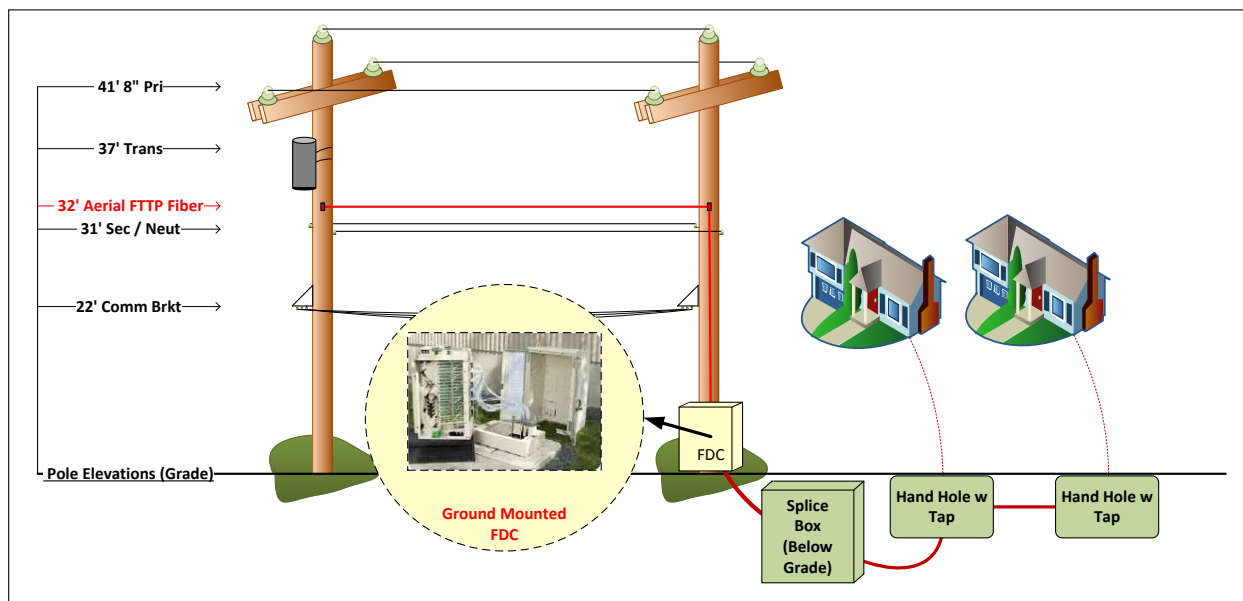 41' 8" Pri
37' Trans
32' Aerial FTTP Fiber
31' Sec / Neut
22' Comm Brkt
Pole Elevations (Grade)
Ground Mounted
FDC
FDC
Splice
Box
(Below
Grade)
Hand Hole w
Tap
Hand Hole w
Tap